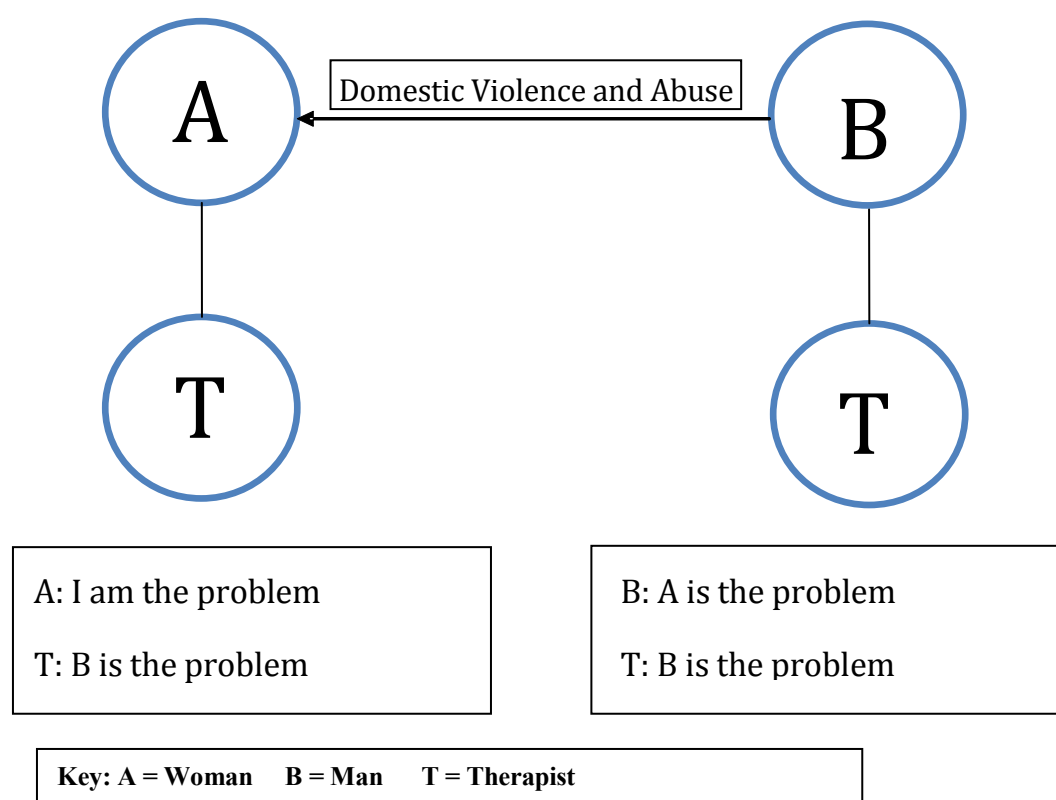 Domestic Violence and Abuse
A
B
T
T
A: I am the problem
T: B is the problem
B: A is the problem
T: B is the problem
Key: A = Woman B = Man T = Therapist